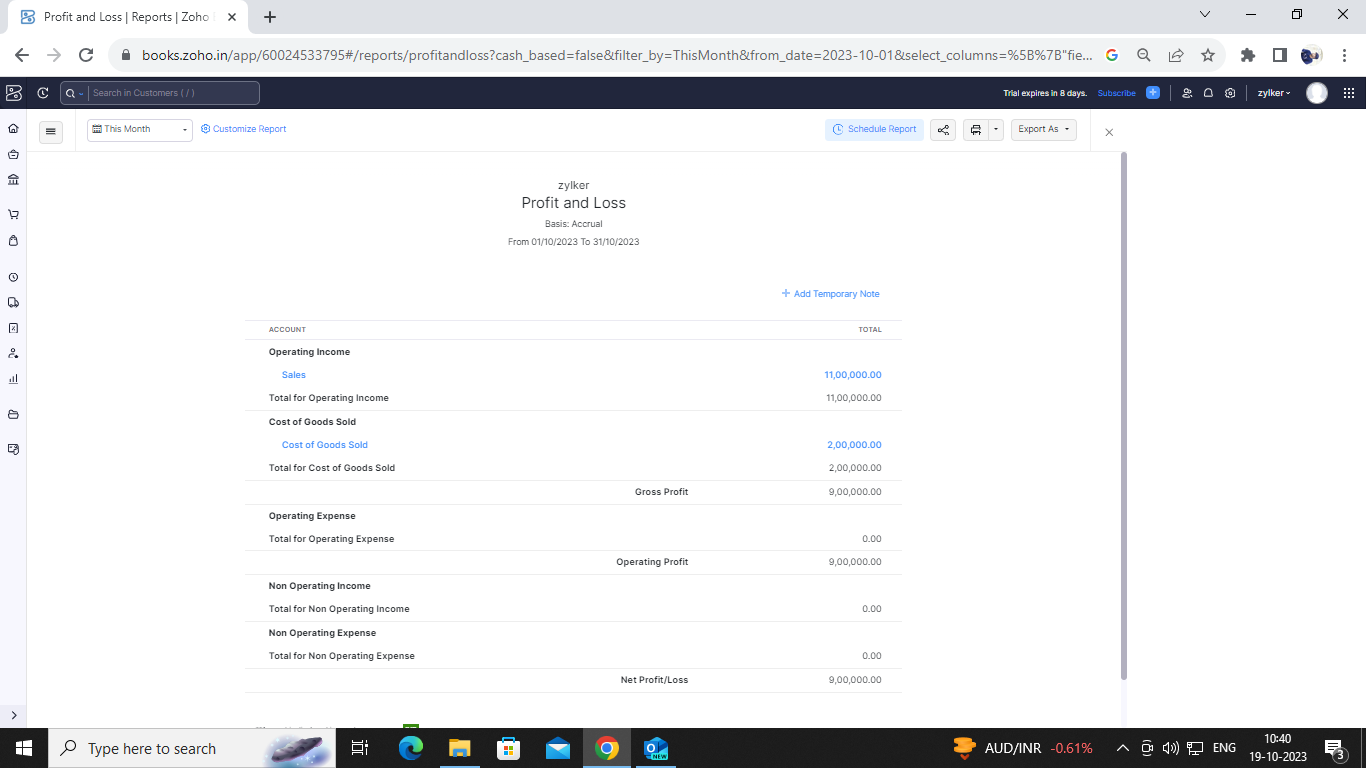 Profit and Loss | Reports | Zoho
books.zoho.in/app/60024533795#/reports/profitandloss?cash_based=false&filter_by=ThisMonth&from_date=2023-10-01&select_columns=%5B%7B"fie...
Search in Customers ( / )
Trial expires in 8 days. Subscribe
zylker
This Month
Customize Report
Schedule Report
Export As
zylker
Profit and Loss
Basis: Accrual
From 01/10/2023 To 31/10/2023
Add Temporary Note
ACCOUNT TOTAL
Operating Income
Sales 11,00,000.00
Total for Operating Income 11,00,000.00
Cost of Goods Sold
Cost of Goods Sold 2,00,000.00
Total for Cost of Goods Sold 2,00,000.00
Gross Profit 9,00,000.00
Operating Expense
Total for Operating Expense 0.00
Operating Profit 9,00,000.00
Non Operating Income
Total for Non Operating Income 0.00
Non Operating Expense
Total for Non Operating Expense 0.00
Net Profit/Loss 9,00,000.00
Type here to search
NEW
AUD/INR -0.61%
ENG
10:40
19-10-2023
3